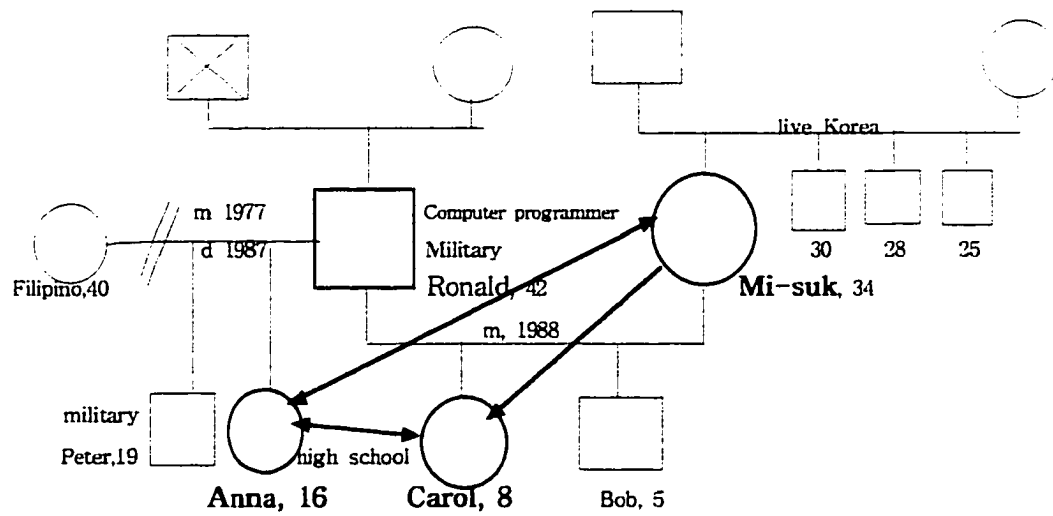 live Korea
m 1977
Computer programmer
d 1987
Military
30
28
25
Filipino,40
Ronald, 42
Mi-suk, 34
m, 1988
military
Peter,19
high school
Anna, 16
Carol, 8
Bob, 5